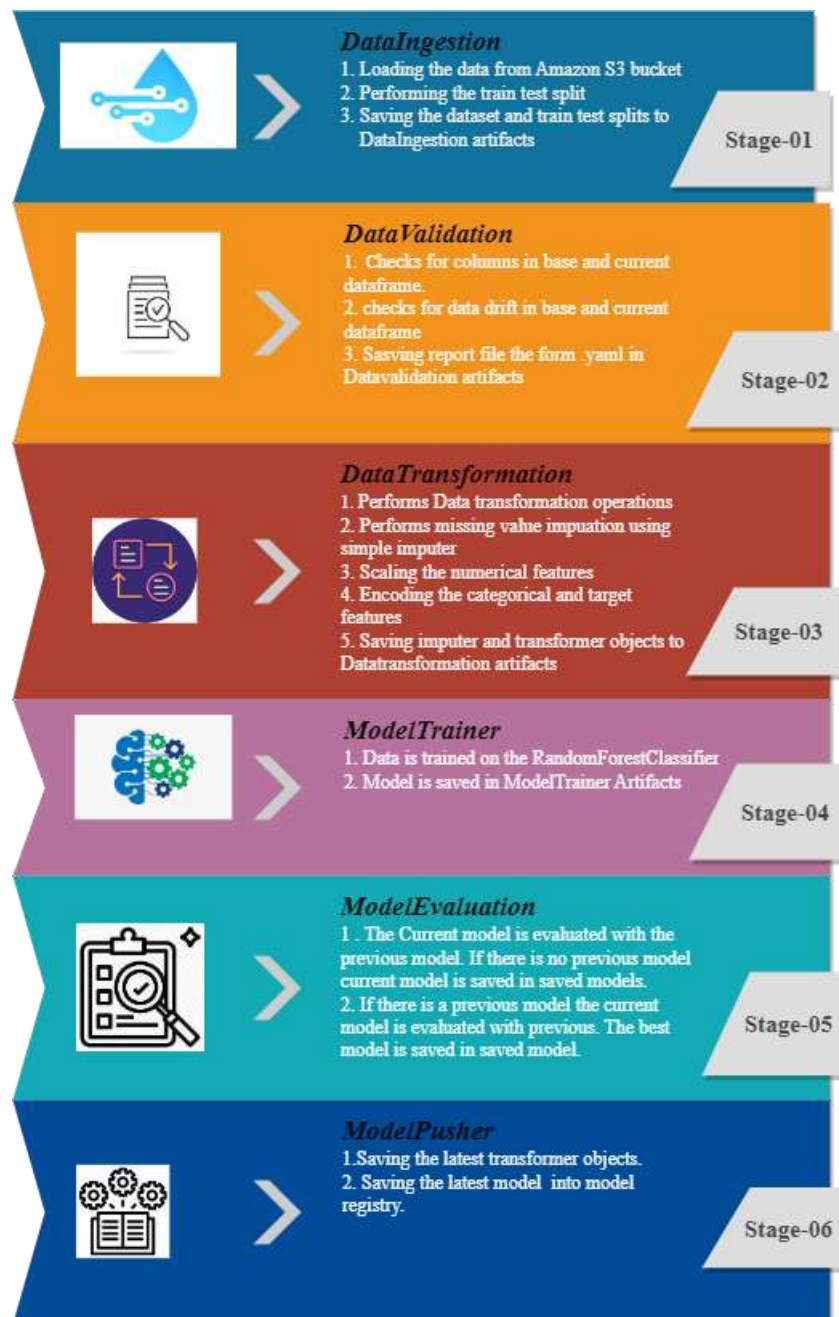 DataIngestion
1. Loading the data from Amazon S3 bucket
2. Performing the train test split
3. Saving the dataset and train test splits to
DataIngestion artifacts
Stage-01
DataValidation
1. Checks for columns in base and current
dataframe.
2. checks for data drift in base and current
dataframe
3. Sasving report file the form .yaml in
Datavalidation artifacts
Stage-02
DataTransformation
1. Performs Data transformation operations
2. Performs missing value impuation using
simple imputer
3. Scaling the numerical features
4. Encoding the categorical and target
features
5. Saving imputer and transformer objects to
Datatransformation artifacts
Stage-03
ModelTrainer
1. Data is trained on the RandomForestClassifier
2. Model is saved in ModelTrainer Artifacts
Stage-04
ModelEvaluation
1 . The Current model is evaluated with the
previous model. If there is no previous model
current model is saved in saved models.
2. If there is a previous model the current
model is evaluated with previous. The best
model is saved in saved model.
Stage-05
ModelPusher
1.Saving the latest transformer objects.
2. Saving the latest model into model
registry.
Stage-06